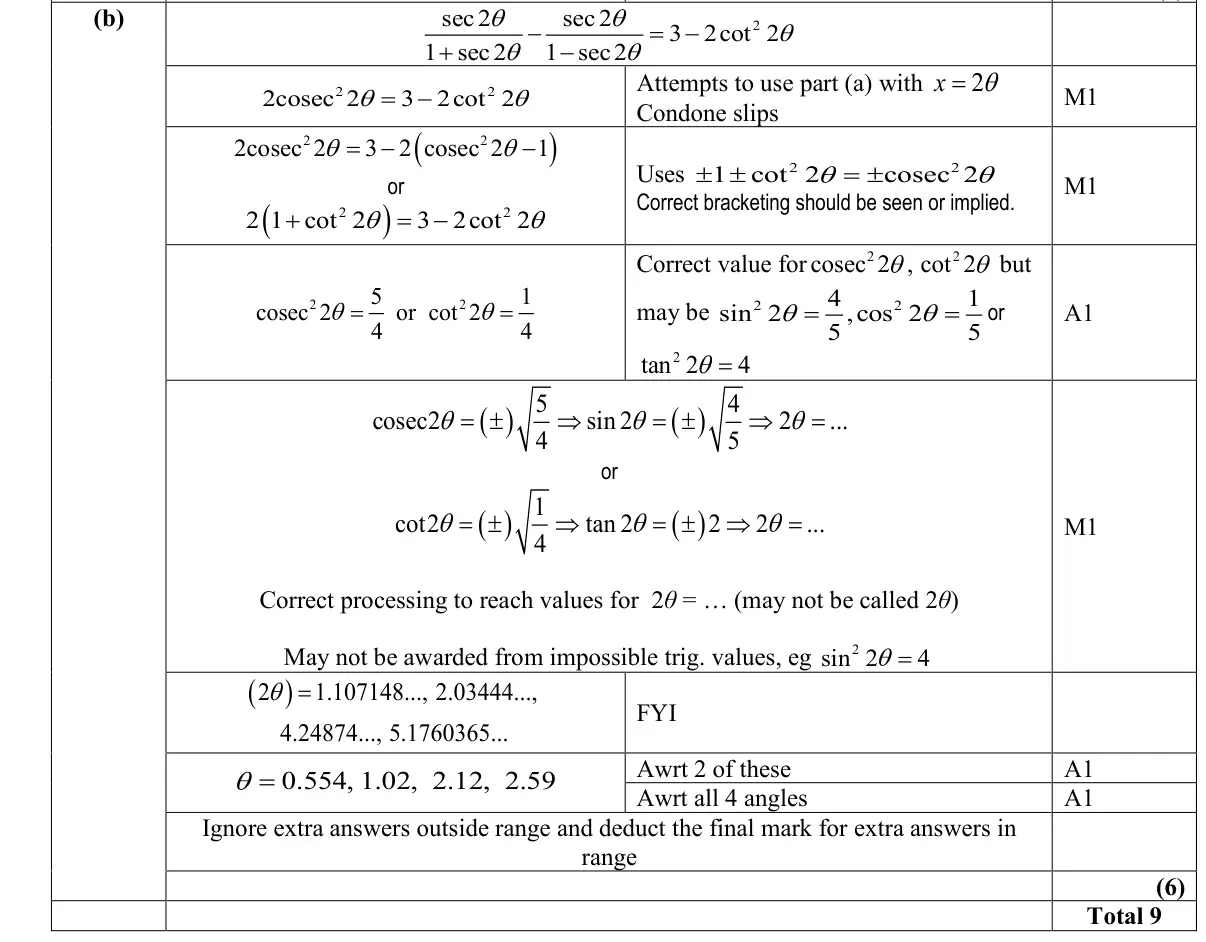 (b)
sec 2θ / (1 + sec 2θ) − sec 2θ / (1 − sec 2θ) = 3 − 2cot² 2θ
2cosec² 2θ = 3 − 2cot² 2θ
Attempts to use part (a) with x = 2θ
Condone slips
M1
2cosec² 2θ = 3 − 2(cosec² 2θ − 1)
or
2(1 + cot² 2θ) = 3 − 2cot² 2θ
Uses ±1 ± cot² 2θ = ±cosec² 2θ
Correct bracketing should be seen or implied.
M1
cosec² 2θ = 5/4 or cot² 2θ = 1/4
Correct value for cosec² 2θ , cot² 2θ but
may be sin² 2θ = 4/5 , cos² 2θ = 1/5 or
tan² 2θ = 4
A1
cosec2θ = (±)√(5/4) ⇒ sin 2θ = (±)√(4/5) ⇒ 2θ = ...
or
cot2θ = (±)√(1/4) ⇒ tan 2θ = (±)2 ⇒ 2θ = ...
Correct processing to reach values for 2θ = … (may not be called 2θ)
May not be awarded from impossible trig. values, eg sin² 2θ = 4
M1
(2θ) = 1.107148..., 2.03444...,
4.24874..., 5.1760365...
FYI
θ = 0.554, 1.02, 2.12, 2.59
Awrt 2 of these
A1
Awrt all 4 angles
A1
Ignore extra answers outside range and deduct the final mark for extra answers in
range
(6)
Total 9